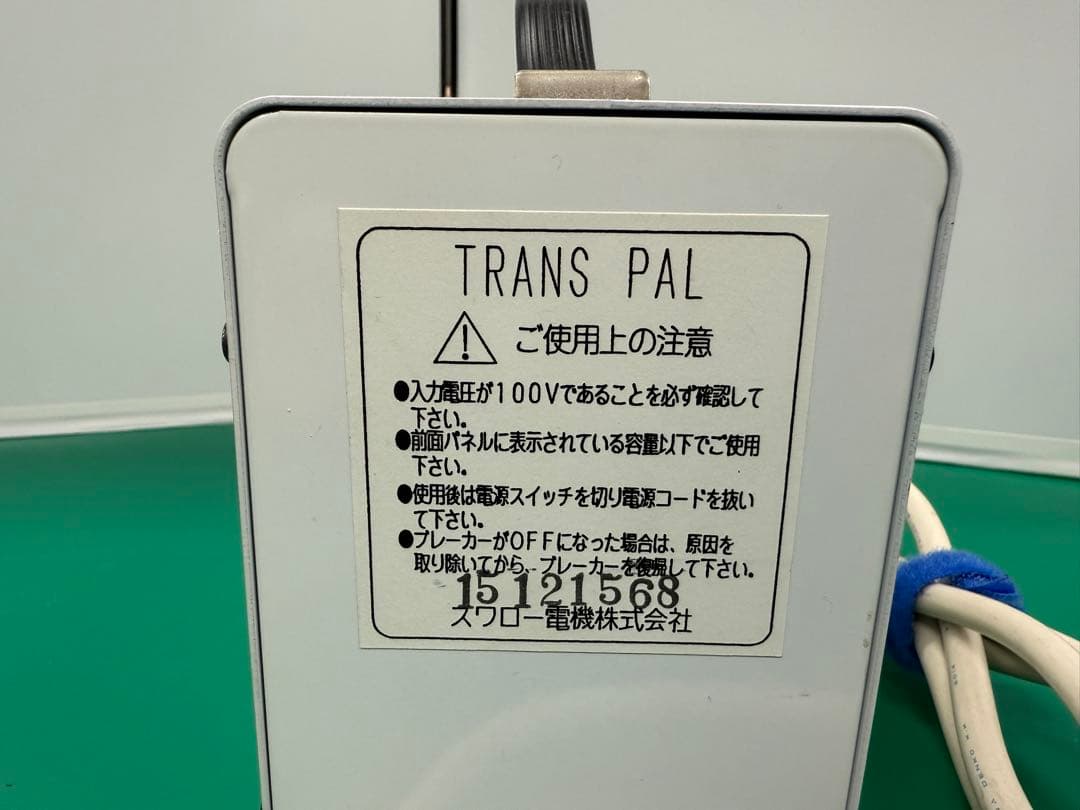 TRANS PAL
ご使用上の注意
●入力電圧が100Vであることを必ず確認して
下さい。
●前面パネルに表示されている容量以下でご使用
下さい。
●使用後は電源スイッチを切り電源コードを抜い
て下さい。
●ブレーカーがOFFになった場合は、原因を
取り除いてから、ブレーカーを復帰して下さい。
15121568
スワロー電機株式会社
DENKO K.K